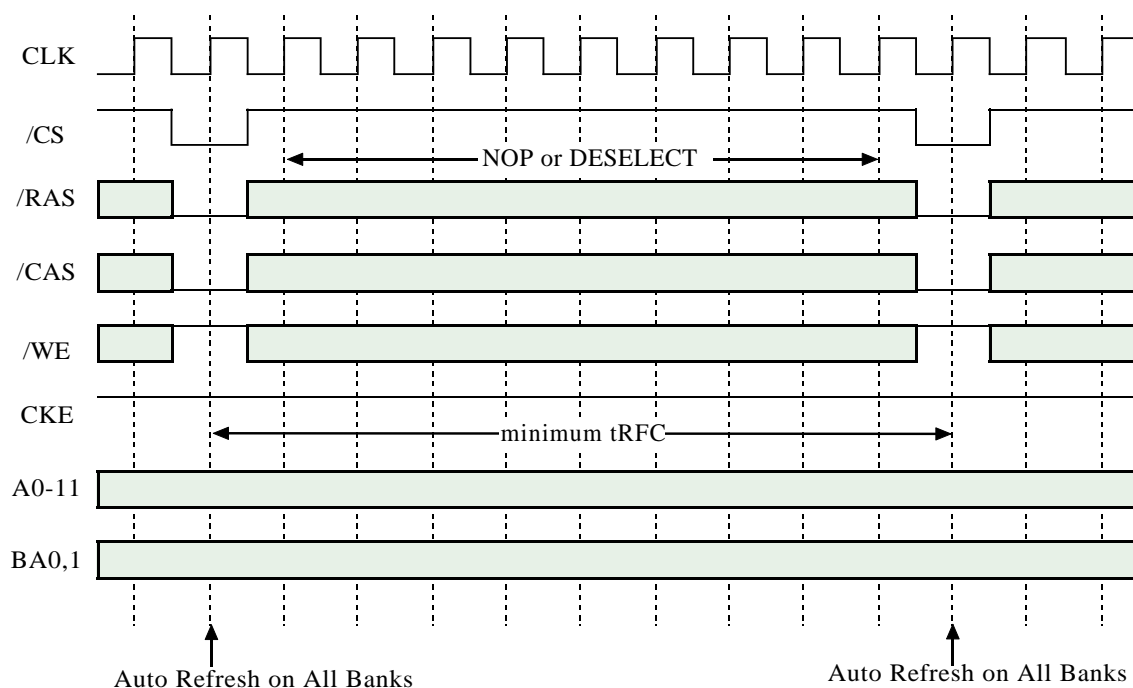 CLK
/CS
NOP or DESELECT
/RAS
/CAS
/WE
CKE
minimum tRFC
A0-11
BA0,1
Auto Refresh on All Banks
Auto Refresh on All Banks